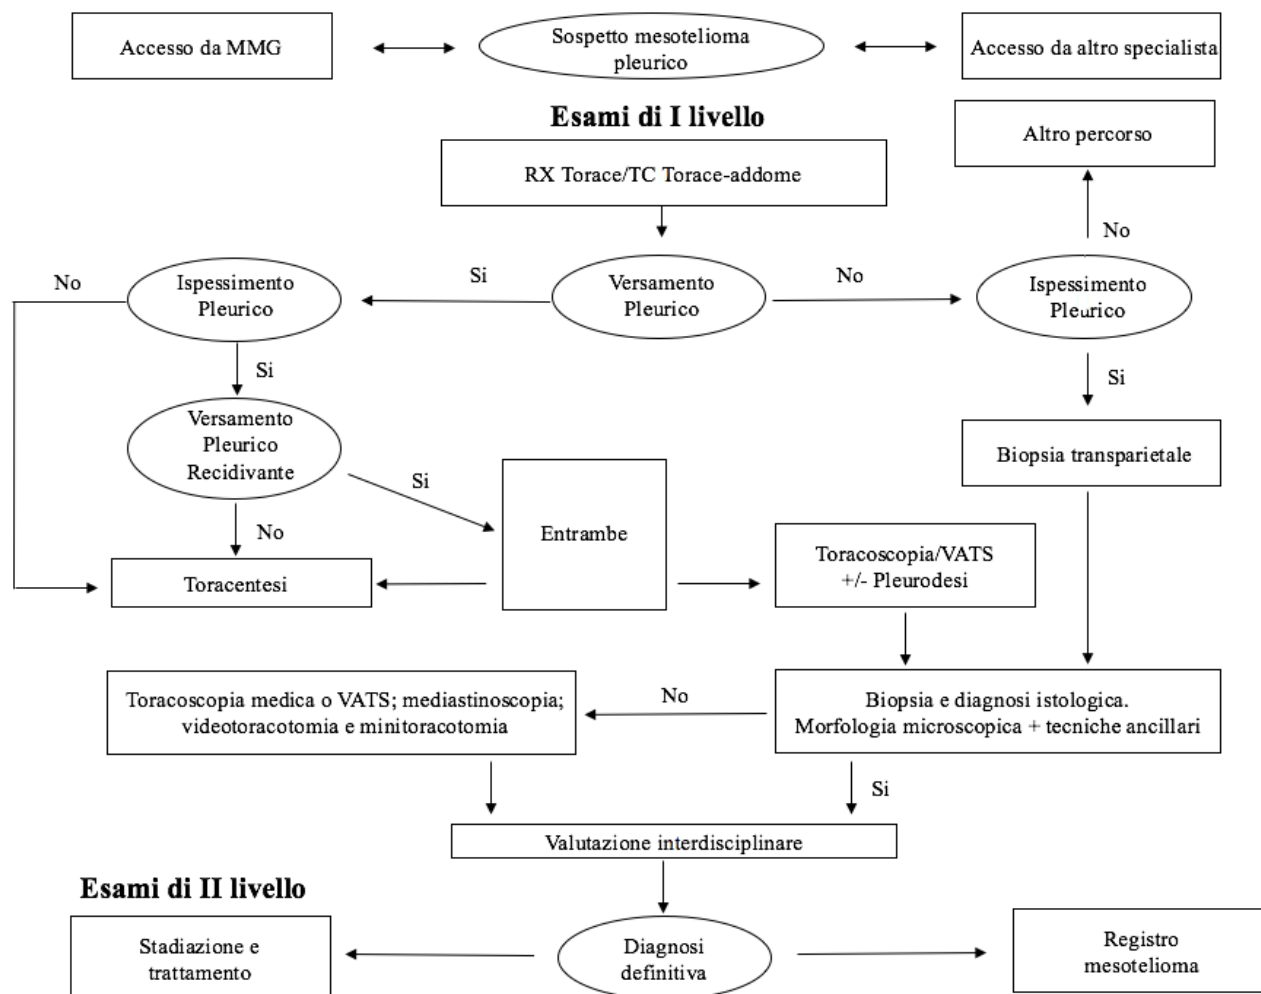 Accesso da MMG
Sospetto mesotelioma
pleurico
Accesso da altro specialista
Esami di I livello
Altro percorso
RX Torace/TC Torace-addome
No
No
Ispessimento
Pleurico
Si
Versamento
Pleurico
No
Ispessimento
Pleurico
Si
Si
Versamento
Pleurico
Recidivante
Si
Biopsia transparietale
No
Entrambe
Toracentesi
Toracoscopia/VATS
+/- Pleurodesi
Toracoscopia medica o VATS; mediastinoscopia;
videotoracotomia e minitoracotomia
No
Biopsia e diagnosi istologica.
Morfologia microscopica + tecniche ancillari
Si
Valutazione interdisciplinare
Esami di II livello
Stadiazione e
trattamento
Diagnosi
definitiva
Registro
mesotelioma